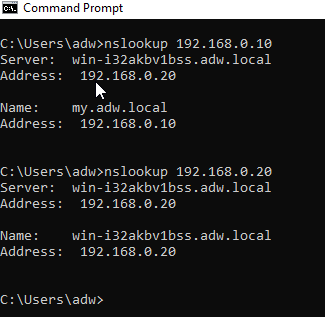 Command Prompt
C:\Users\adw>nslookup 192.168.0.10
Server:  win-i32akbv1bss.adw.local
Address:  192.168.0.20
Name:    my.adw.local
Address:  192.168.0.10
C:\Users\adw>nslookup 192.168.0.20
Server:  win-i32akbv1bss.adw.local
Address:  192.168.0.20
Name:    win-i32akbv1bss.adw.local
Address:  192.168.0.20
C:\Users\adw>